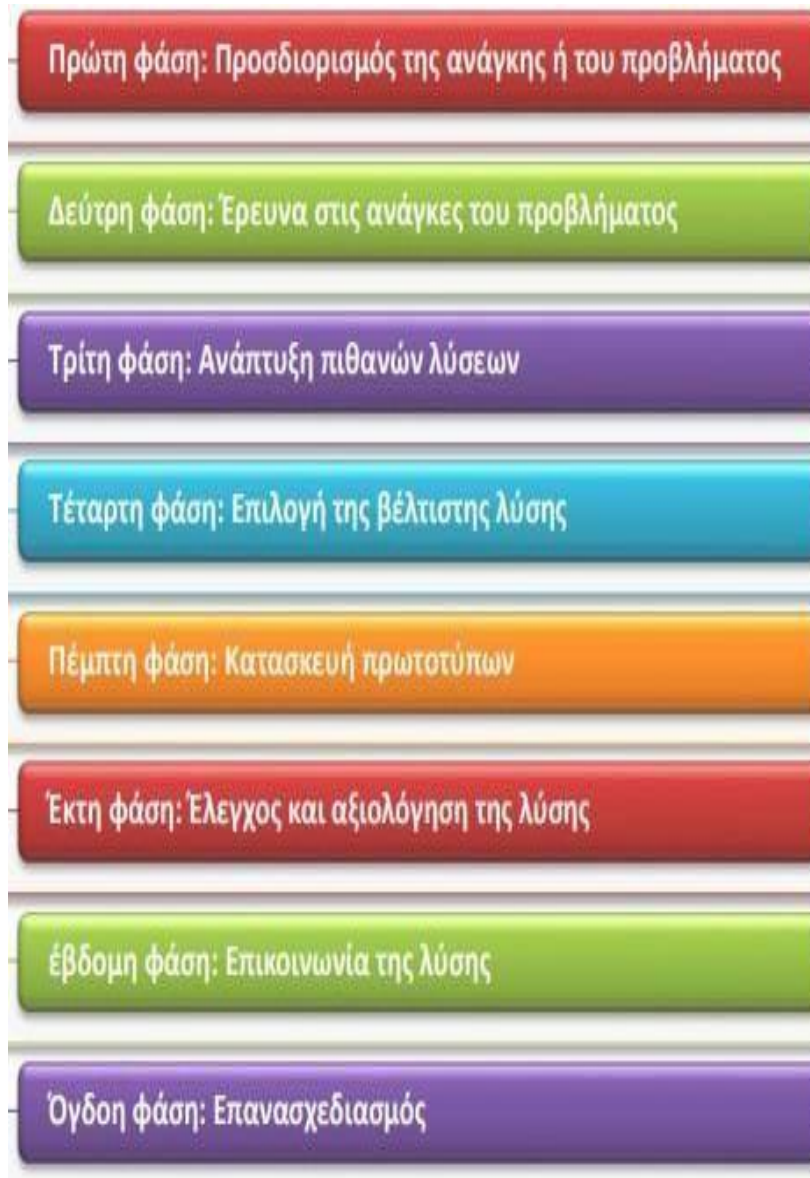 Πρώτη φάση: Προσδιορισμός της ανάγκης ή του προβλήματος
Δεύτρη φάση: Έρευνα στις ανάγκες του προβλήματος
Τρίτη φάση: Ανάπτυξη πιθανών λύσεων
Τέταρτη φάση: Επιλογή της βέλτιστης λύσης
Πέμπτη φάση: Κατασκευή πρωτοτύπων
Έκτη φάση: Έλεγχος και αξιολόγηση της λύσης
έβδομη φάση: Επικοινωνία της λύσης
Όγδοη φάση: Επανασχεδιασμός